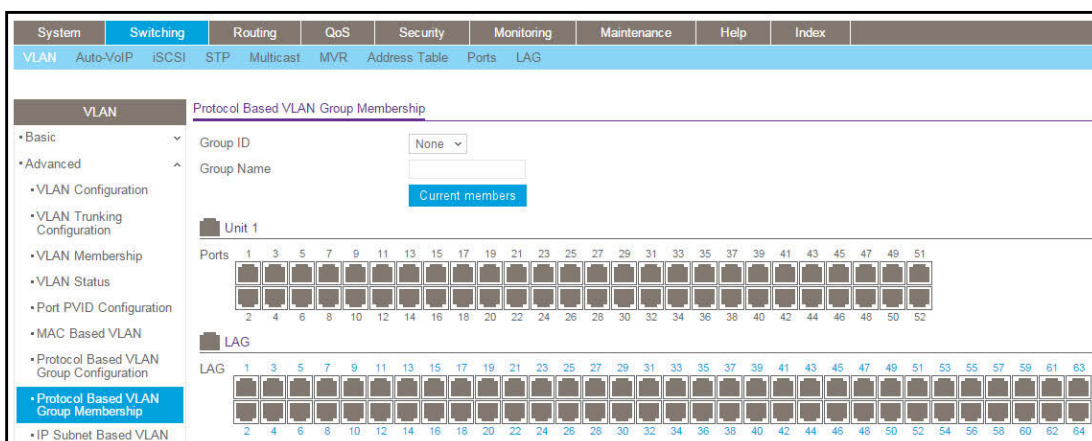 System Switching Routing QoS Security Monitoring Maintenance Help Index
VLAN Auto-VoIP iSCSI STP Multicast MVR Address Table Ports LAG
VLAN
Basic
Advanced
VLAN Configuration
VLAN Trunking
Configuration
VLAN Membership
VLAN Status
Port PVID Configuration
MAC Based VLAN
Protocol Based VLAN
Group Configuration
Protocol Based VLAN
Group Membership
IP Subnet Based VLAN
Protocol Based VLAN Group Membership
Group ID None
Group Name
Current members
Unit 1
Ports 1 3 5 7 9 11 13 15 17 19 21 23 25 27 29 31 33 35 37 39 41 43 45 47 49 51
2 4 6 8 10 12 14 16 18 20 22 24 26 28 30 32 34 36 38 40 42 44 46 48 50 52
LAG
LAG 1 3 5 7 9 11 13 15 17 19 21 23 25 27 29 31 33 35 37 39 41 43 45 47 49 51 53 55 57 59 61 63
2 4 6 8 10 12 14 16 18 20 22 24 26 28 30 32 34 36 38 40 42 44 46 48 50 52 54 56 58 60 62 64